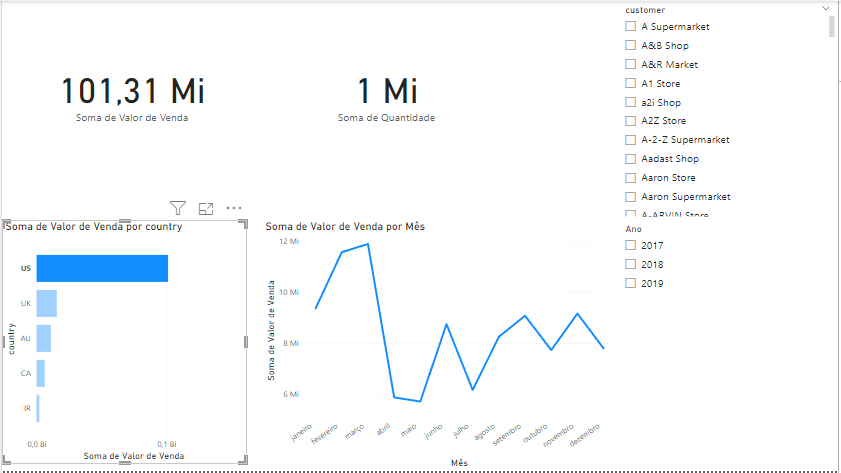 101,31 Mi
Soma de Valor de Venda
1 Mi
Soma de Quantidade
customer
A Supermarket
A&B Shop
A&R Market
A1 Store
a2i Shop
A2Z Store
A-2-Z Supermarket
Aadast Shop
Aaron Store
Aaron Supermarket
A-ARVIN Store
Ano
2017
2018
2019
Soma de Valor de Venda por country
country
US
UK
AU
CA
IR
0,0 Bi
0,1 Bi
Soma de Valor de Venda
Soma de Valor de Venda por Mês
Soma de Valor de Venda
12 Mi
10 Mi
8 Mi
6 Mi
janeiro
fevereiro
março
abril
maio
junho
julho
agosto
setembro
outubro
novembro
dezembro
Mês